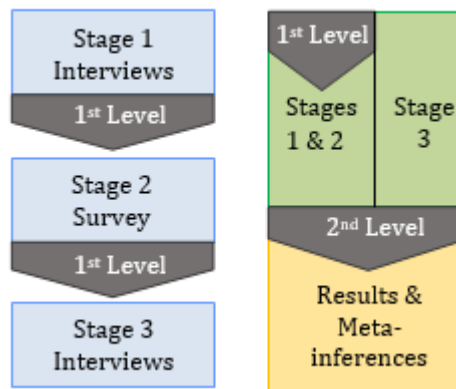 Stage 1
Interviews
1st Level
Stage 2
Survey
1st Level
Stage 3
Interviews
1st Level
Stages
1 & 2
Stage
3
2nd Level
Results &
Meta-
inferences